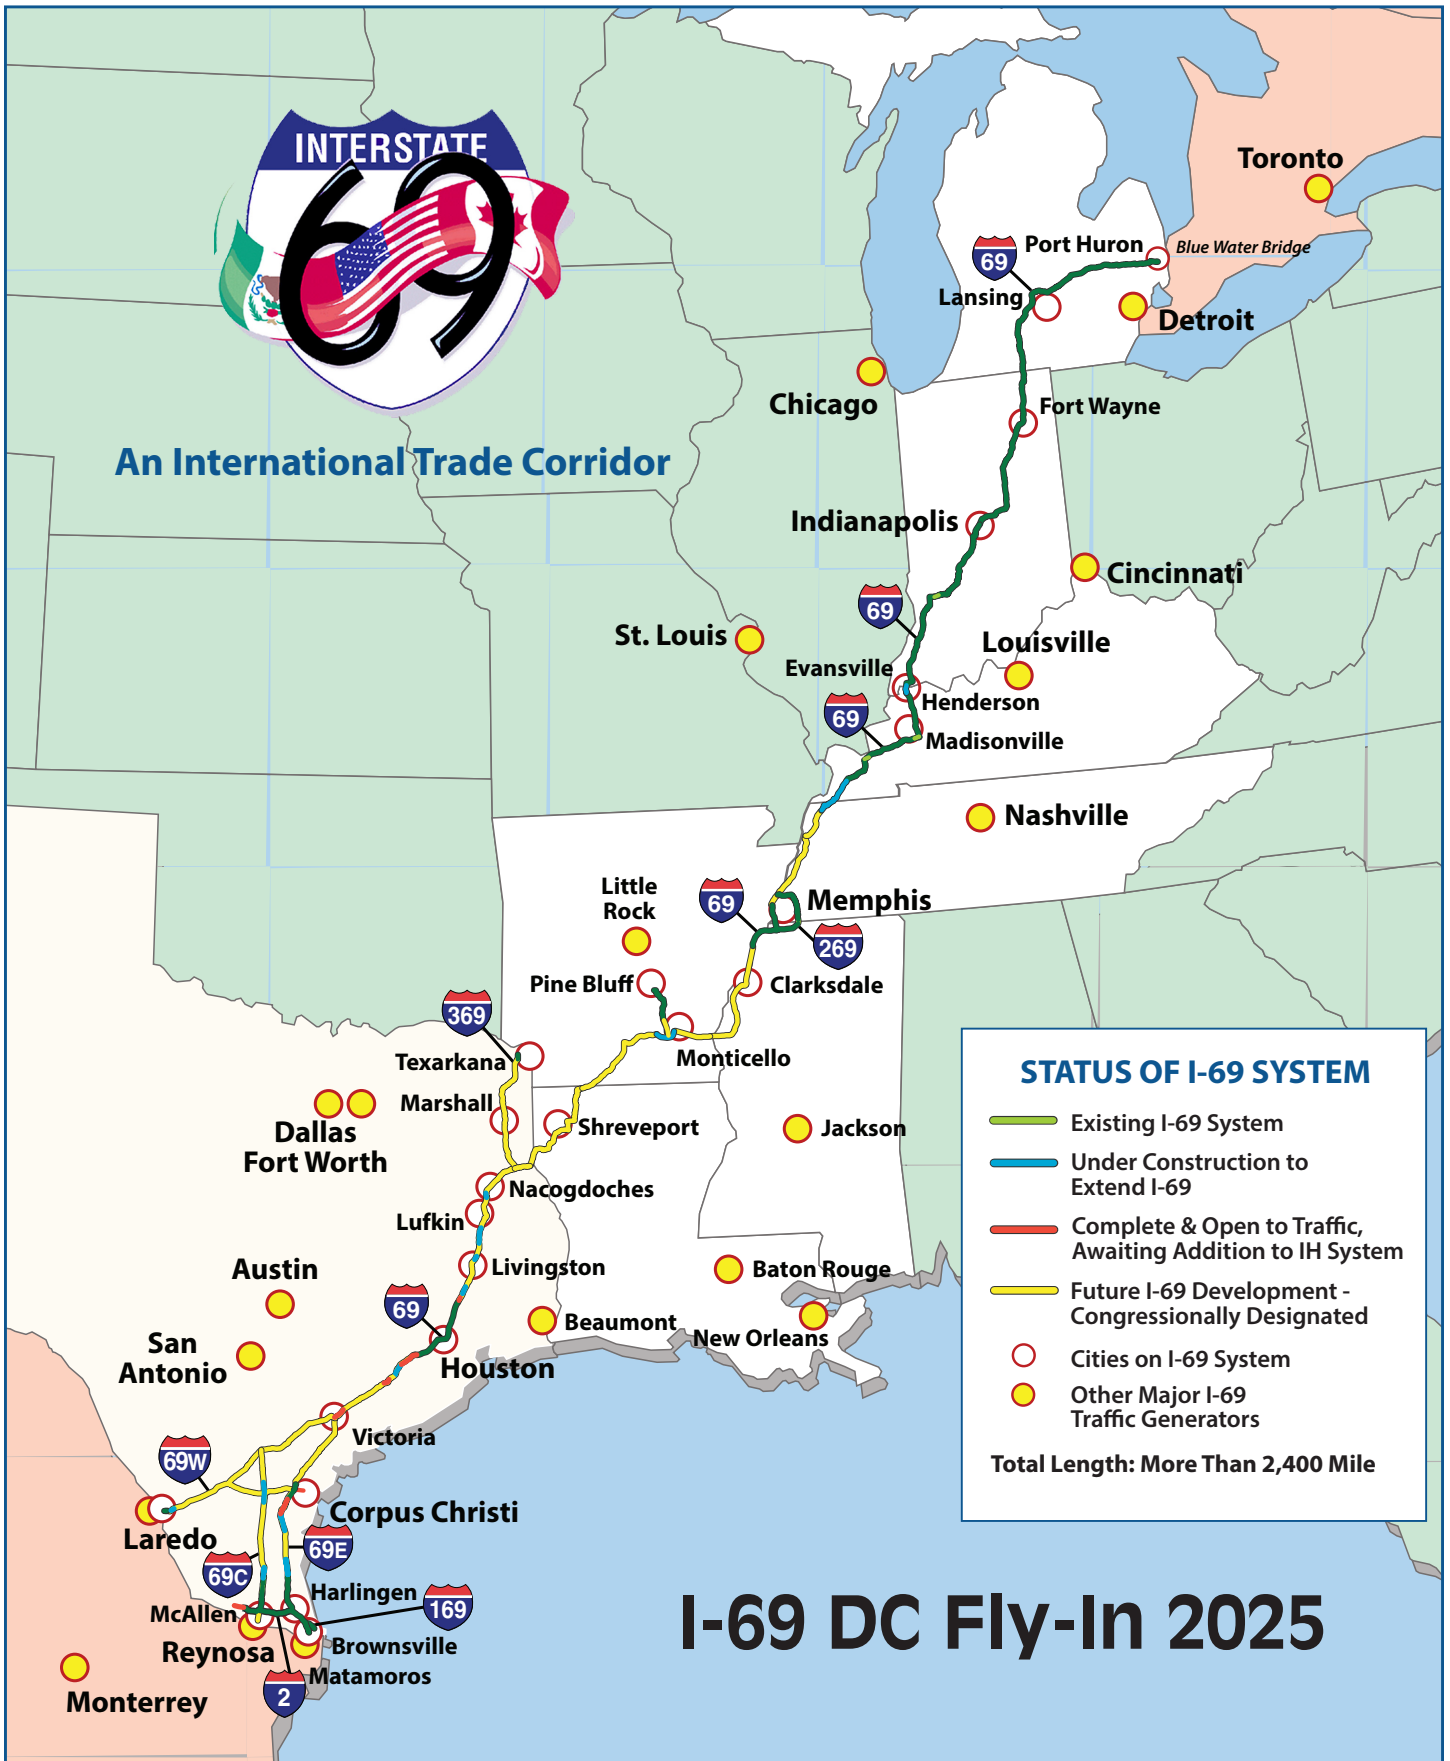 INTERSTATE
69
An International Trade Corridor
Toronto
Port Huron
Blue Water Bridge
69
Lansing
Detroit
Chicago
Fort Wayne
Indianapolis
Cincinnati
69
St. Louis
Louisville
Evansville
Henderson
69
Madisonville
Nashville
Little
Rock
69
Memphis
269
Pine Bluff
Clarksdale
369
Texarkana
Monticello
Marshall
Shreveport
Jackson
Dallas
Fort Worth
Nacogdoches
Lufkin
Livingston
Baton Rouge
Austin
69
Beaumont
New Orleans
San
Antonio
Houston
Victoria
69W
Corpus Christi
Laredo
69E
69C
Harlingen
169
McAllen
Brownsville
Reynosa
Matamoros
2
Monterrey
STATUS OF I-69 SYSTEM
Existing I-69 System
Under Construction to
Extend I-69
Complete & Open to Traffic,
Awaiting Addition to IH System
Future I-69 Development -
Congressionally Designated
Cities on I-69 System
Other Major I-69
Traffic Generators
Total Length: More Than 2,400 Mile
I-69 DC Fly-In 2025